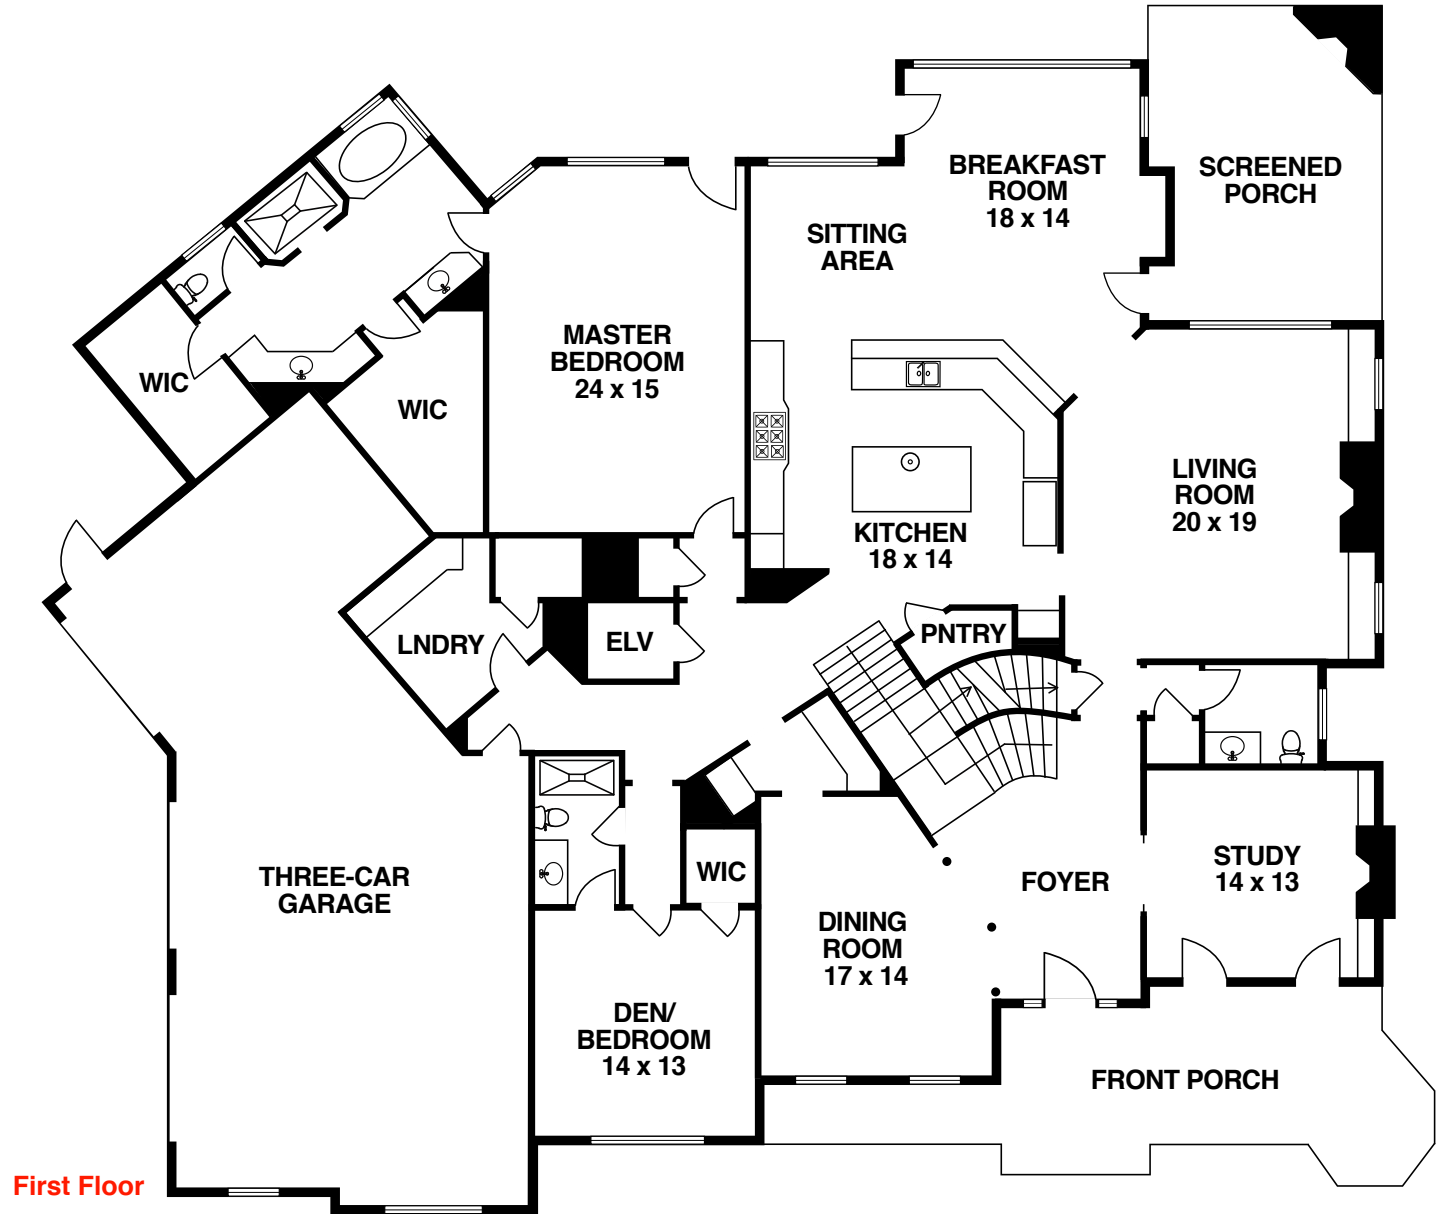 BREAKFAST
ROOM
18 x 14
SCREENED
PORCH
SITTING
AREA
MASTER
BEDROOM
24 x 15
WIC
WIC
LIVING
ROOM
20 x 19
KITCHEN
18 x 14
LNDRY
ELV
PNTRY
THREE-CAR
GARAGE
WIC
FOYER
STUDY
14 x 13
DINING
ROOM
17 x 14
DEN/
BEDROOM
14 x 13
FRONT PORCH
First Floor